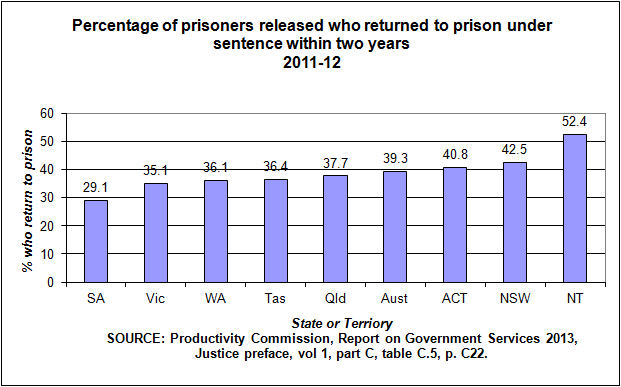 Percentage of prisoners released who returned to prison under
sentence within two years
2011-12
% who return to prison
60
50
40
30
20
10
0
29.1
35.1
36.1
36.4
37.7
39.3
40.8
42.5
52.4
SA Vic WA Tas Qld Aust ACT NSW NT
State or Terriory
SOURCE: Productivity Commission, Report on Government Services 2013,
Justice preface, vol 1, part C, table C.5, p. C22.